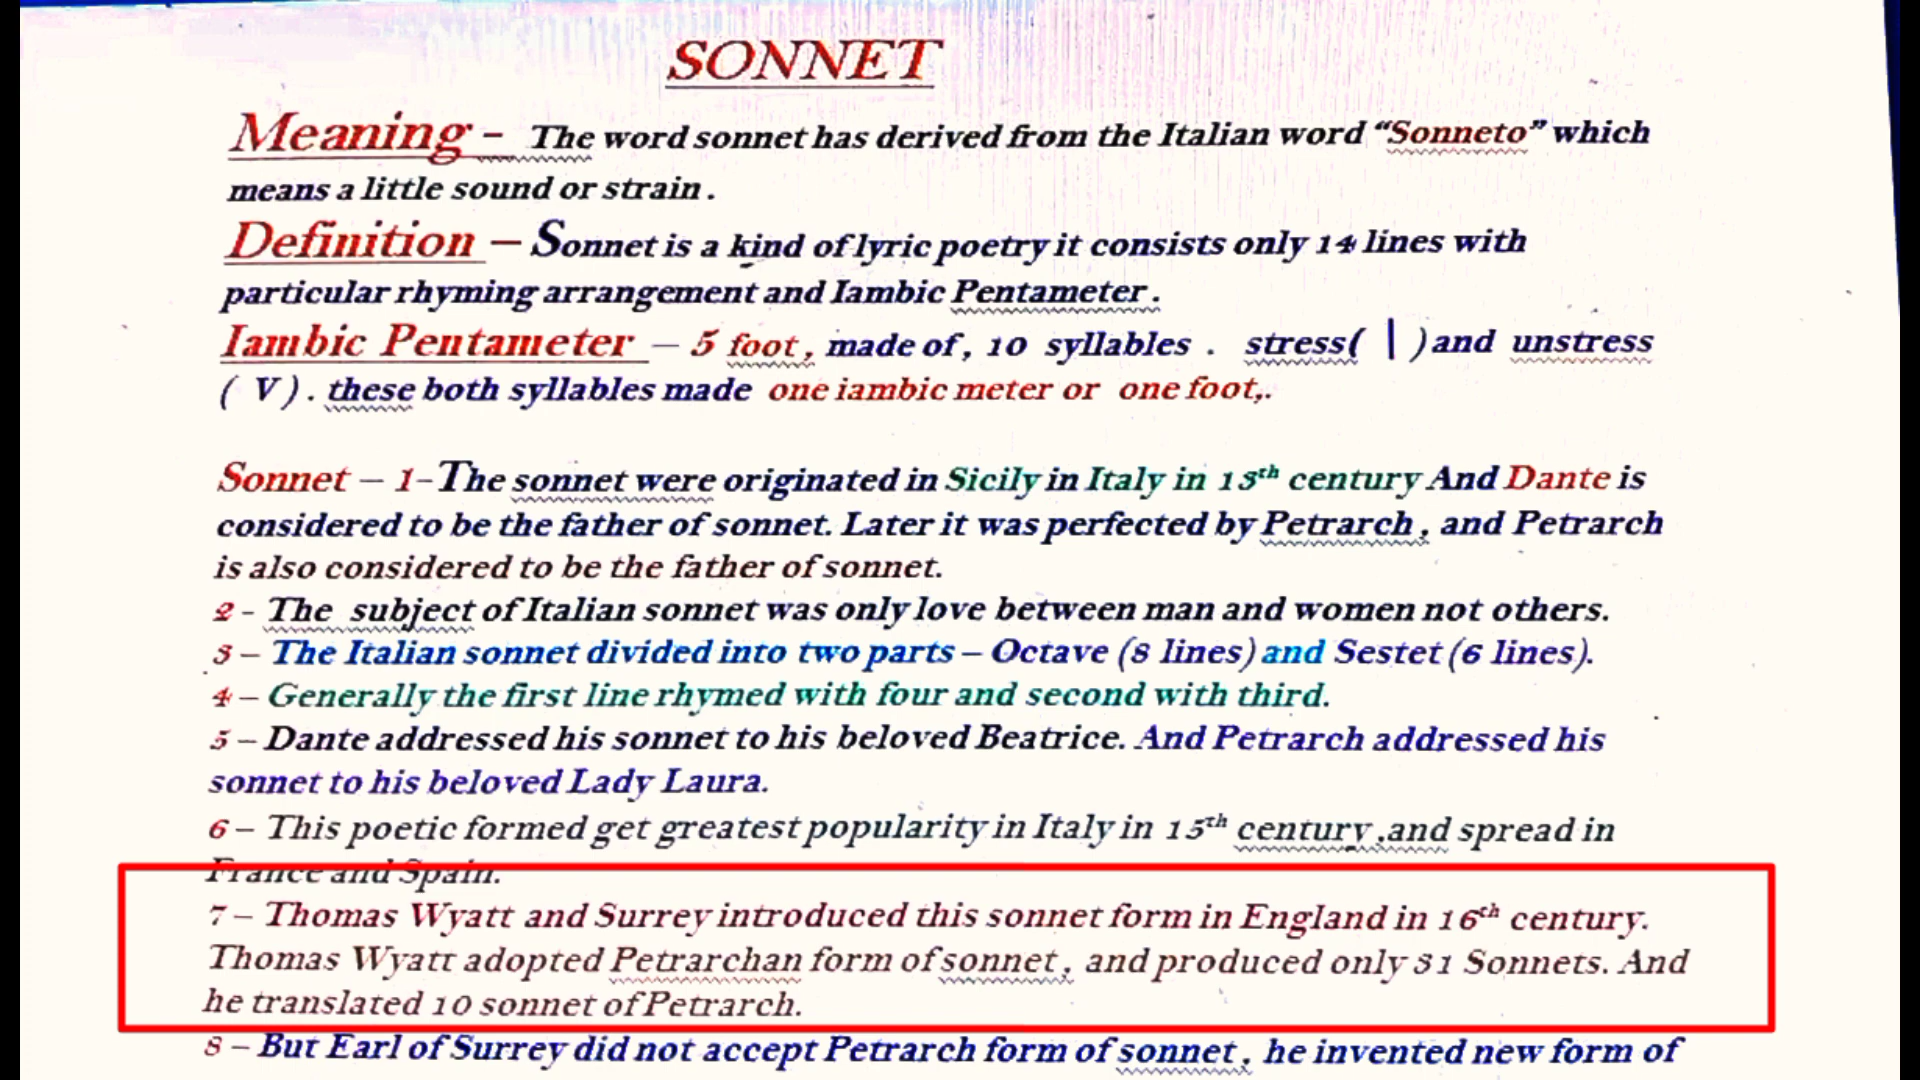 SONNET
Meaning – The word sonnet has derived from the Italian word “Sonneto” which
means a little sound or strain .
Definition – Sonnet is a kind of lyric poetry it consists only 14 lines with
particular rhyming arrangement and Iambic Pentameter .
Iambic Pentameter – 5 foot , made of , 10 syllables . stress( | ) and unstress
( V ) . these both syllables made one iambic meter or one foot,.
Sonnet – 1-The sonnet were originated in Sicily in Italy in 13th century And Dante is
considered to be the father of sonnet. Later it was perfected by Petrarch , and Petrarch
is also considered to be the father of sonnet.
2 - The subject of Italian sonnet was only love between man and women not others.
3 – The Italian sonnet divided into two parts – Octave (8 lines) and Sestet (6 lines).
4 – Generally the first line rhymed with four and second with third.
5 – Dante addressed his sonnet to his beloved Beatrice. And Petrarch addressed his
sonnet to his beloved Lady Laura.
6 – This poetic formed get greatest popularity in Italy in 15th century ,and spread in
France and Spain.
7 – Thomas Wyatt and Surrey introduced this sonnet form in England in 16th century.
Thomas Wyatt adopted Petrarchan form of sonnet , and produced only 31 Sonnets. And
he translated 10 sonnet of Petrarch.
8 – But Earl of Surrey did not accept Petrarch form of sonnet , he invented new form of